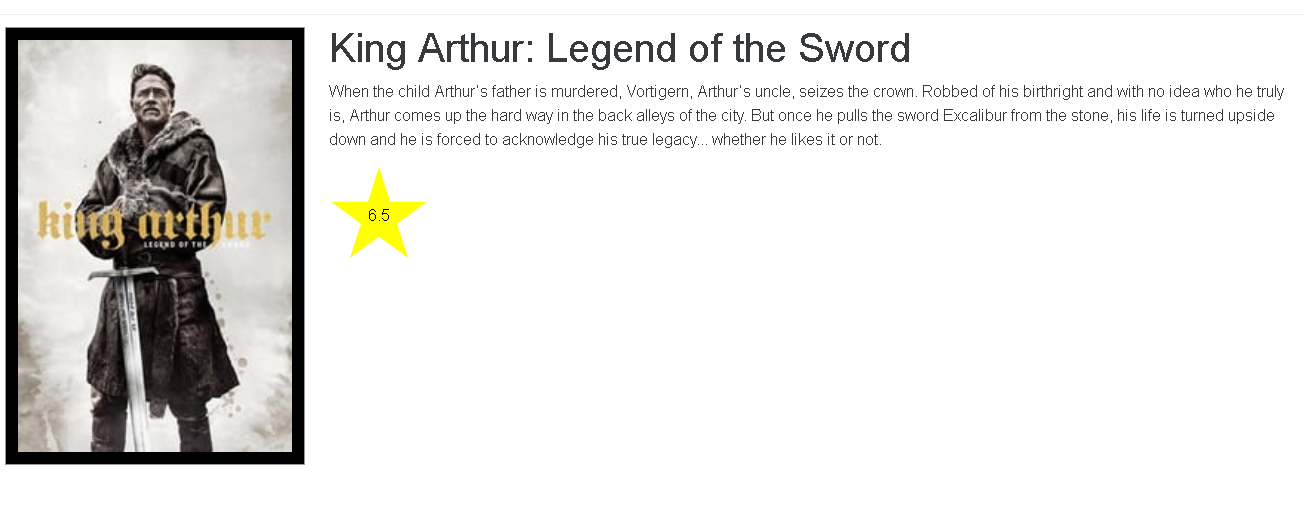 King Arthur: Legend of the Sword
When the child Arthur's father is murdered, Vortigern, Arthur's uncle, seizes the crown. Robbed of his birthright and with no idea who he truly
is, Arthur comes up the hard way in the back alleys of the city. But once he pulls the sword Excalibur from the stone, his life is turned upside
down and he is forced to acknowledge his true legacy... whether he likes it or not.
6.5
king arthur
LEGEND OF THE SWORD